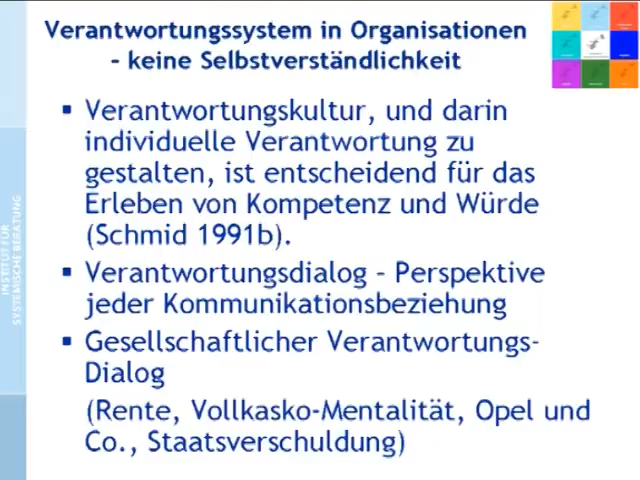 Verantwortungssystem in Organisationen
– keine Selbstverständlichkeit
▪ Verantwortungskultur, und darin
individuelle Verantwortung zu
gestalten, ist entscheidend für das
Erleben von Kompetenz und Würde
(Schmid 1991b).
▪ Verantwortungsdialog – Perspektive
jeder Kommunikationsbeziehung
▪ Gesellschaftlicher Verantwortungs-
Dialog
(Rente, Vollkasko-Mentalität, Opel und
Co., Staatsverschuldung)
INSTITUT FÜR
SYSTEMISCHE BERATUNG